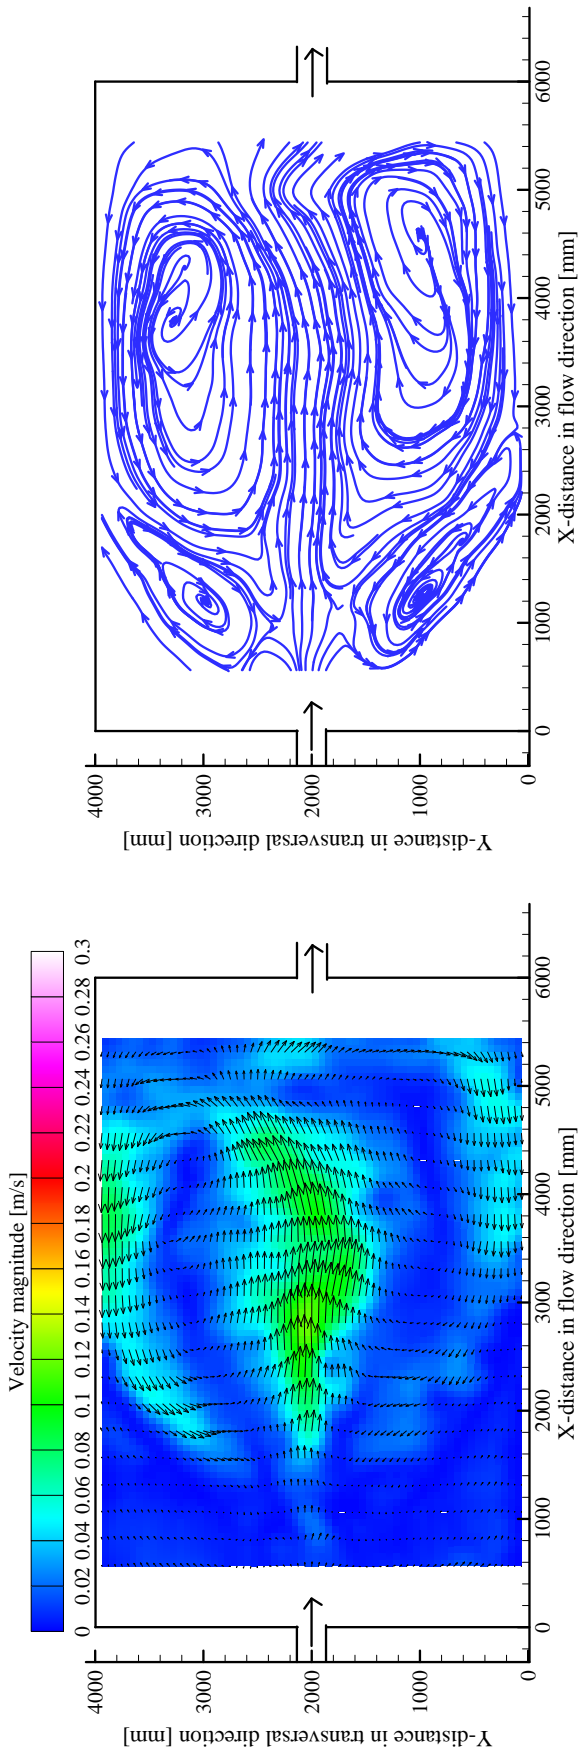 Velocity magnitude [m/s]
0 0.02 0.04 0.06 0.08 0.1 0.12 0.14 0.16 0.18 0.2 0.22 0.24 0.26 0.28 0.3
Y-distance in transversal direction [mm]
4000
3000
2000
1000
0
0 1000 2000 3000 4000 5000 6000
X-distance in flow direction [mm]
Y-distance in transversal direction [mm]
4000
3000
2000
1000
0
0 1000 2000 3000 4000 5000 6000
X-distance in flow direction [mm]